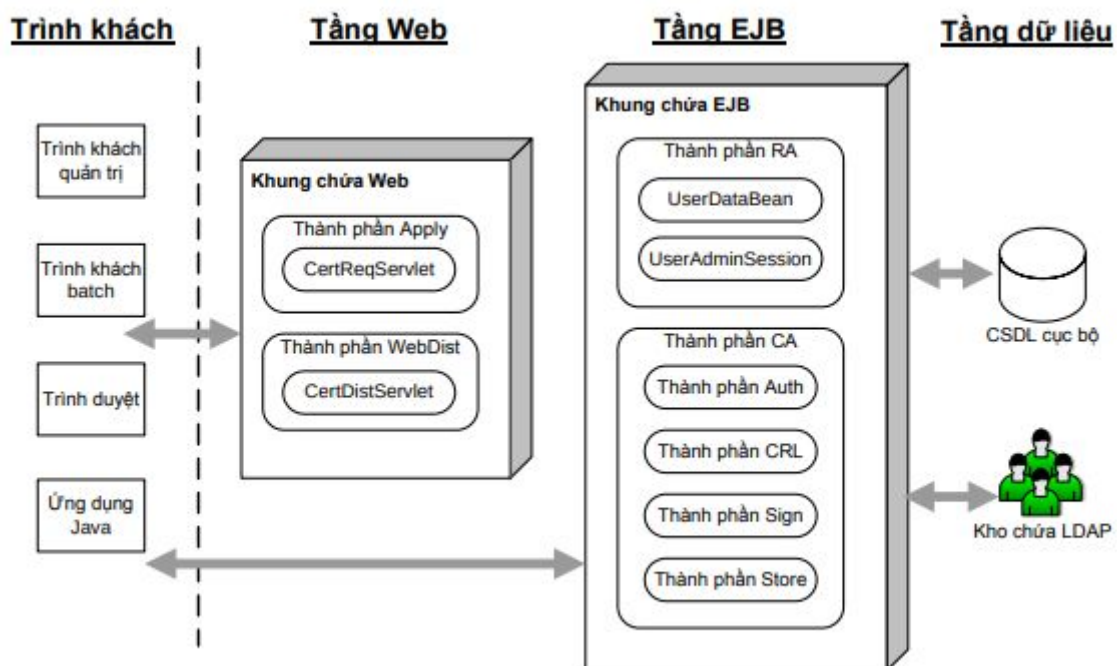 Trình khách
Tầng Web
Tầng EJB
Tầng dữ liệu
Trình khách
quản trị
Trình khách
batch
Trình duyệt
Ứng dụng
Java
Khung chứa Web
Thành phần Apply
CertReqServlet
Thành phần WebDist
CertDistServlet
Khung chứa EJB
Thành phần RA
UserDataBean
UserAdminSession
Thành phần CA
Thành phần Auth
Thành phần CRL
Thành phần Sign
Thành phần Store
CSDL cục bộ
Kho chứa LDAP